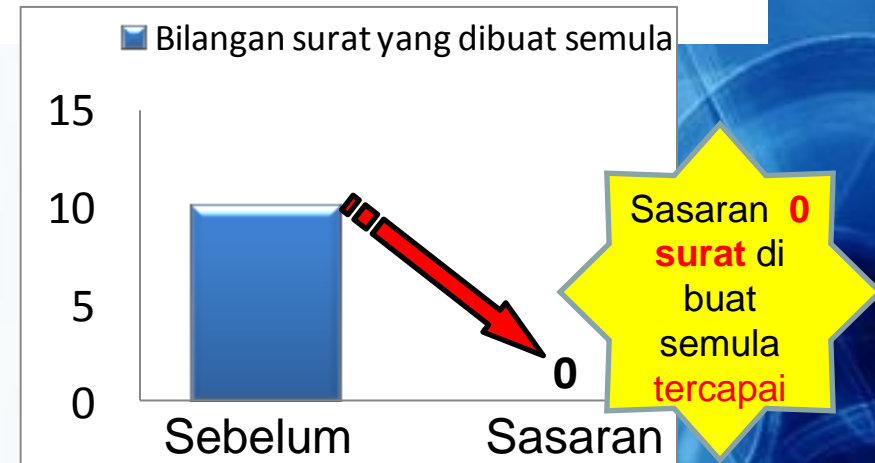 Bilangan surat yang dibuat semula
15
10
5
0
0
Sebelum
Sasaran
Sasaran 0
surat di
buat
semula
tercapai